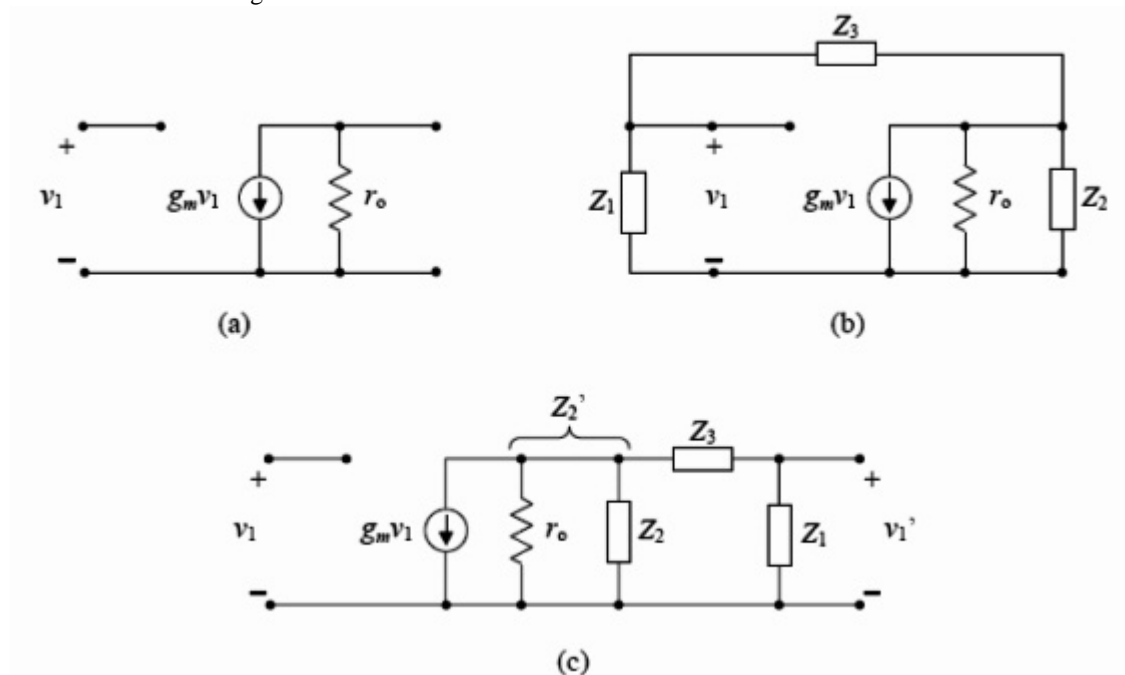 Z3
+
v1
−
gmv1
ro
(a)
Z1
+
v1
−
gmv1
ro
Z2
(b)
Z2’
Z3
+
v1
−
gmv1
ro
Z2
Z1
+
v1’
−
(c)